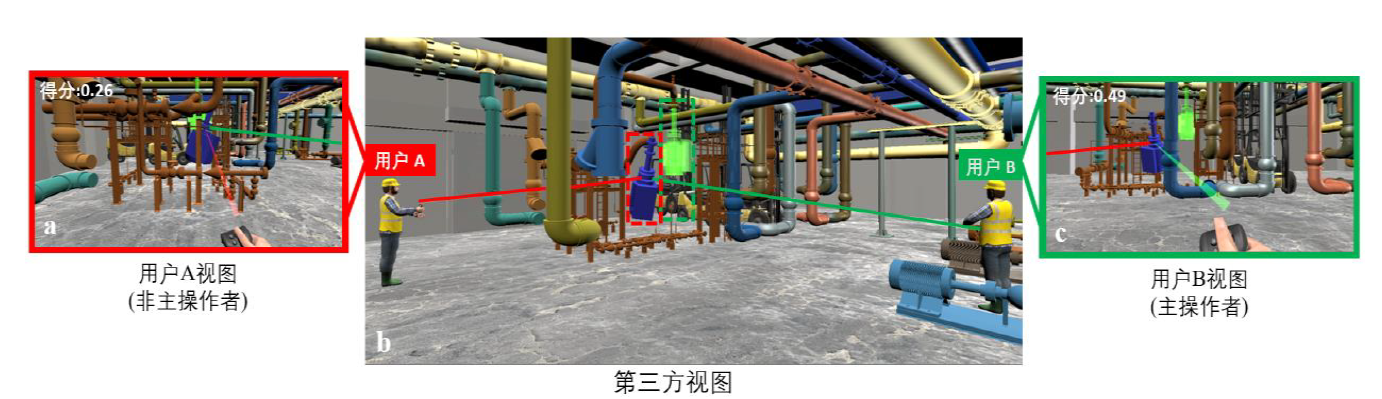 得分:0.26
a
用户A视图
(非主操作者)
用户 A
用户 B
b
第三方视图
得分:0.49
c
用户B视图
(主操作者)